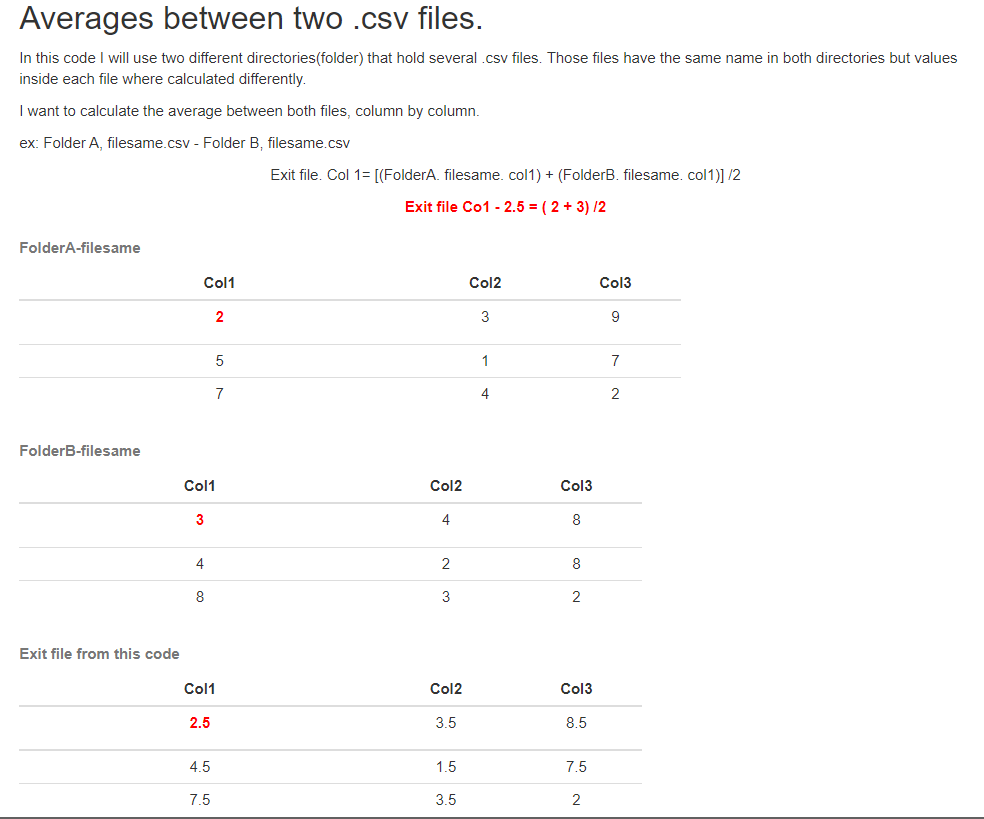 Averages between two .csv files.
In this code I will use two different directories(folder) that hold several .csv files. Those files have the same name in both directories but values
inside each file where calculated differently.
I want to calculate the average between both files, column by column.
ex: Folder A, filesame.csv - Folder B, filesame.csv
Exit file. Col 1= [(FolderA. filesame. col1) + (FolderB. filesame. col1)] /2
Exit file Co1 - 2.5 = ( 2 + 3) /2
FolderA-filesame
Col1 Col2 Col3
2 3 9
5 1 7
7 4 2
FolderB-filesame
Col1 Col2 Col3
3 4 8
4 2 8
8 3 2
Exit file from this code
Col1 Col2 Col3
2.5 3.5 8.5
4.5 1.5 7.5
7.5 3.5 2